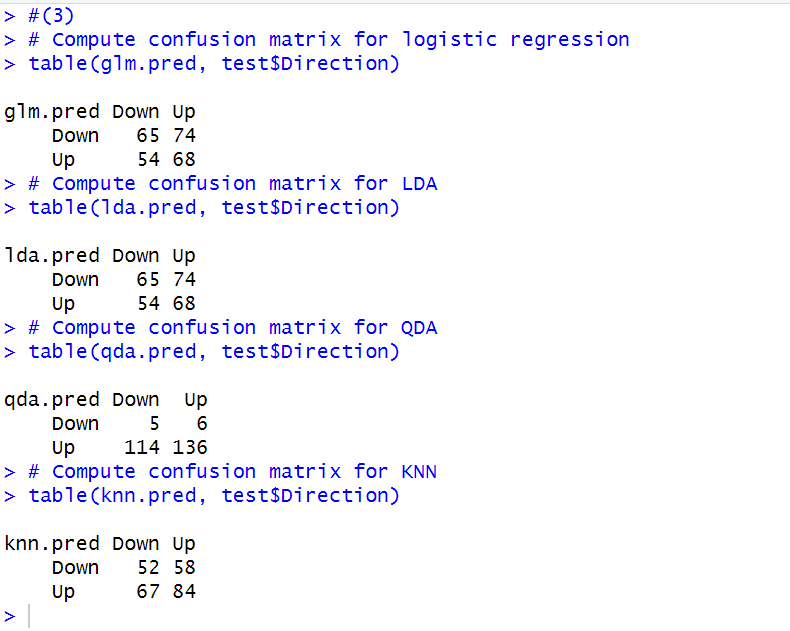 > #(3)
> # Compute confusion matrix for logistic regression
> table(glm.pred, test$Direction)
glm.pred Down Up
    Down   65 74
    Up     54 68
> # Compute confusion matrix for LDA
> table(lda.pred, test$Direction)
lda.pred Down Up
    Down   65 74
    Up     54 68
> # Compute confusion matrix for QDA
> table(qda.pred, test$Direction)
qda.pred Down  Up
    Down    5   6
    Up    114 136
> # Compute confusion matrix for KNN
> table(knn.pred, test$Direction)
knn.pred Down Up
    Down   52 58
    Up     67 84
>